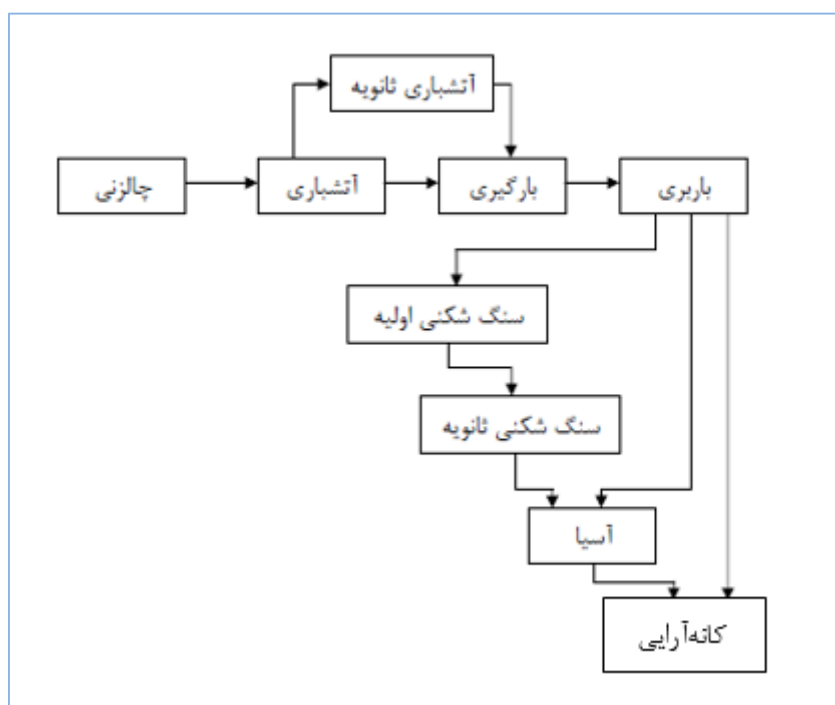 آتشباری ثانویه
چالزنی
آتشباری
بارگیری
باربری
سنگ شکنی اولیه
سنگ شکنی ثانویه
آسیا
کانه‌آرایی